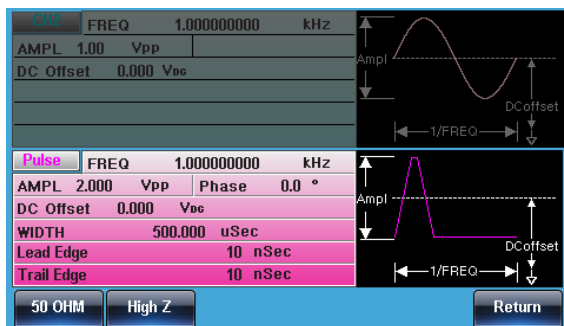 CH2 FREQ 1.000000000 kHz
AMPL 1.00 Vpp
DC Offset 0.000 VDC
Ampl
DCoffset
1/FREQ
Pulse FREQ 1.000000000 kHz
AMPL 2.000 Vpp Phase 0.0 °
DC Offset 0.000 VDC
WIDTH 500.000 uSec
Lead Edge 10 nSec
Trail Edge 10 nSec
Ampl
DCoffset
1/FREQ
50 OHM High Z Return